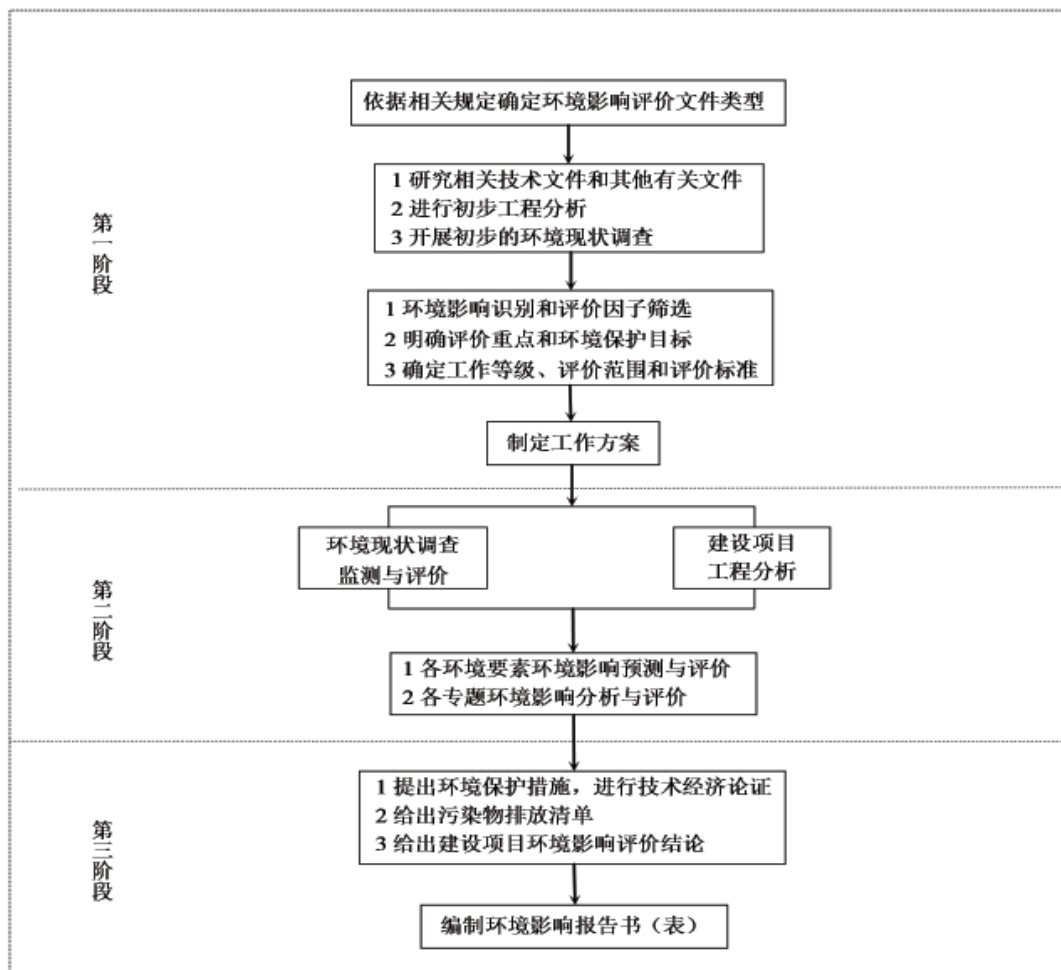 依据相关规定确定环境影响评价文件类型
1 研究相关技术文件和其他有关文件
2 进行初步工程分析
3 开展初步的环境现状调查
第一阶段
1 环境影响识别和评价因子筛选
2 明确评价重点和环境保护目标
3 确定工作等级、评价范围和评价标准
制定工作方案
环境现状调查
监测与评价
建设项目
工程分析
第二阶段
1 各环境要素环境影响预测与评价
2 各专题环境影响分析与评价
1 提出环境保护措施，进行技术经济论证
2 给出污染物排放清单
3 给出建设项目环境影响评价结论
第三阶段
编制环境影响报告书（表）